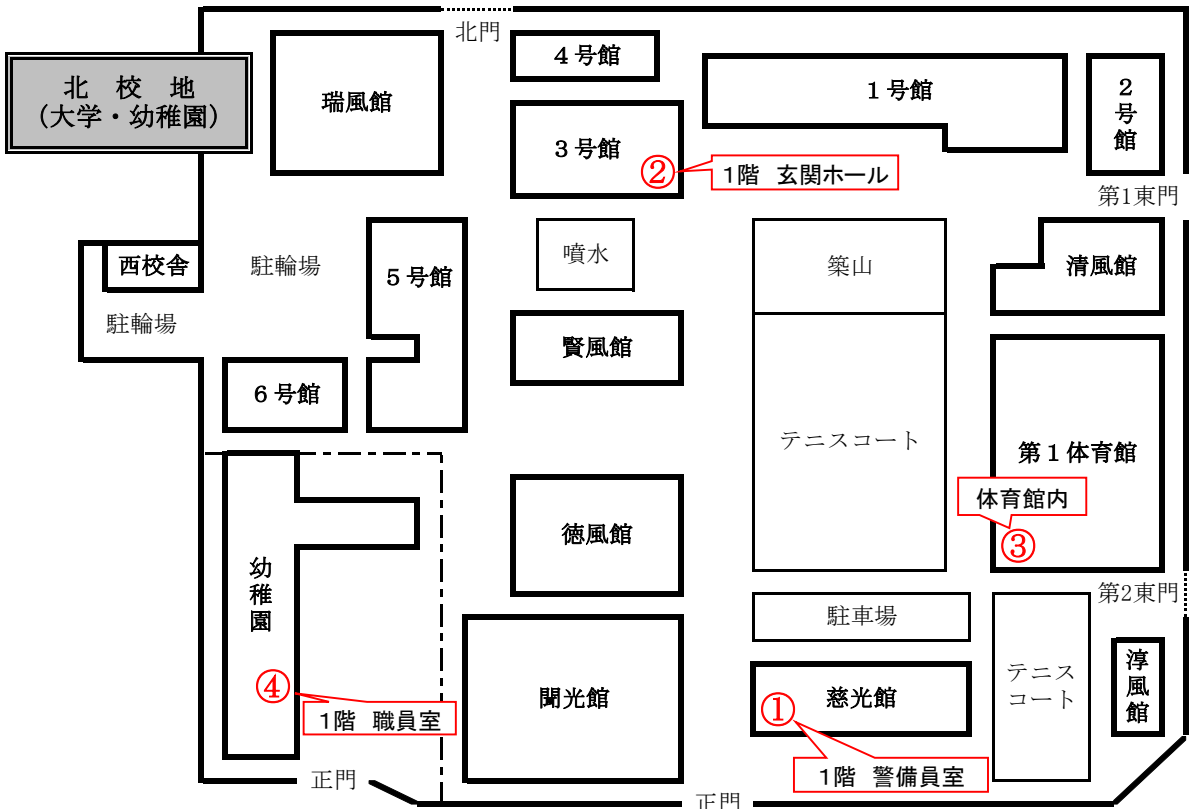 北門
北 校 地
(大学・幼稚園)
瑞風館
４号館
３号館
②
1階 玄関ホール
１号館
２号館
第1東門
西校舎
駐輪場
駐輪場
５号館
噴水
築山
清風館
賢風館
６号館
テニスコート
第１体育館
体育館内
③
徳風館
幼稚園
④
1階 職員室
聞光館
駐車場
慈光館
①
1階 警備員室
テニス
コート
第2東門
淳風館
正門
正門